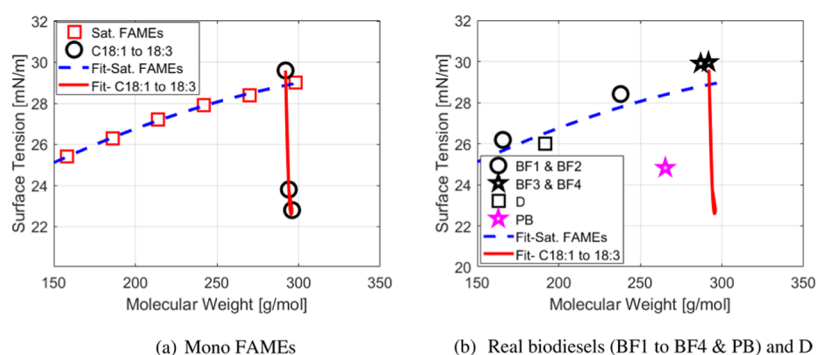 32
30
28
26
24
22
Surface Tension [mN/m]
Sat. FAMEs
C18:1 to 18:3
Fit-Sat. FAMEs
Fit- C18:1 to 18:3
150 200 250 300 350
Molecular Weight [g/mol]
(a) Mono FAMEs
32
30
28
26
24
22
20
Surface Tension [mN/m]
BF1 & BF2
BF3 & BF4
D
PB
Fit-Sat. FAMEs
Fit- C18:1 to 18:3
150 200 250 300 350
Molecular Weight [g/mol]
(b) Real biodiesels (BF1 to BF4 & PB) and D